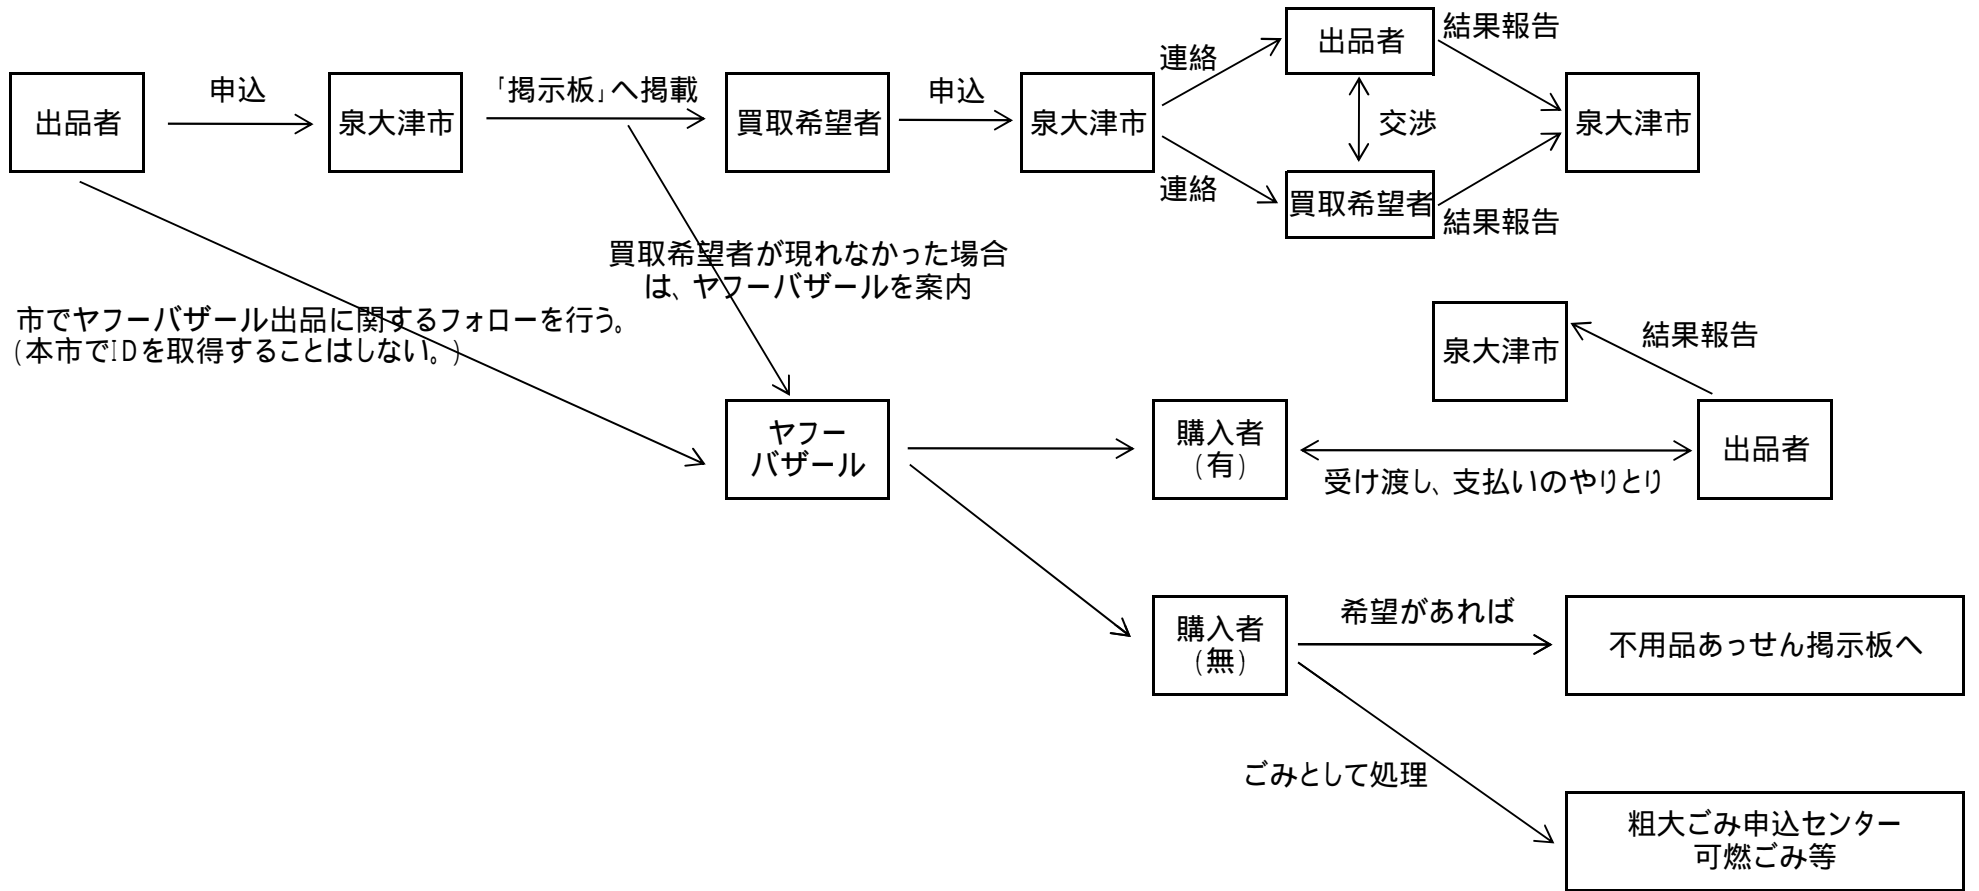 出品者
申込
泉大津市
「掲示板」へ掲載
買取希望者
申込
泉大津市
連絡
連絡
出品者
交渉
買取希望者
結果報告
結果報告
泉大津市
買取希望者が現れなかった場合
は、ヤフーバザールを案内
市でヤフーバザール出品に関するフォローを行う。
(本市でIDを取得することはしない。)
ヤフー
バザール
購入者
(有)
受け渡し、支払いのやりとり
出品者
結果報告
泉大津市
購入者
(無)
希望があれば
不用品あっせん掲示板へ
ごみとして処理
粗大ごみ申込センター
可燃ごみ等